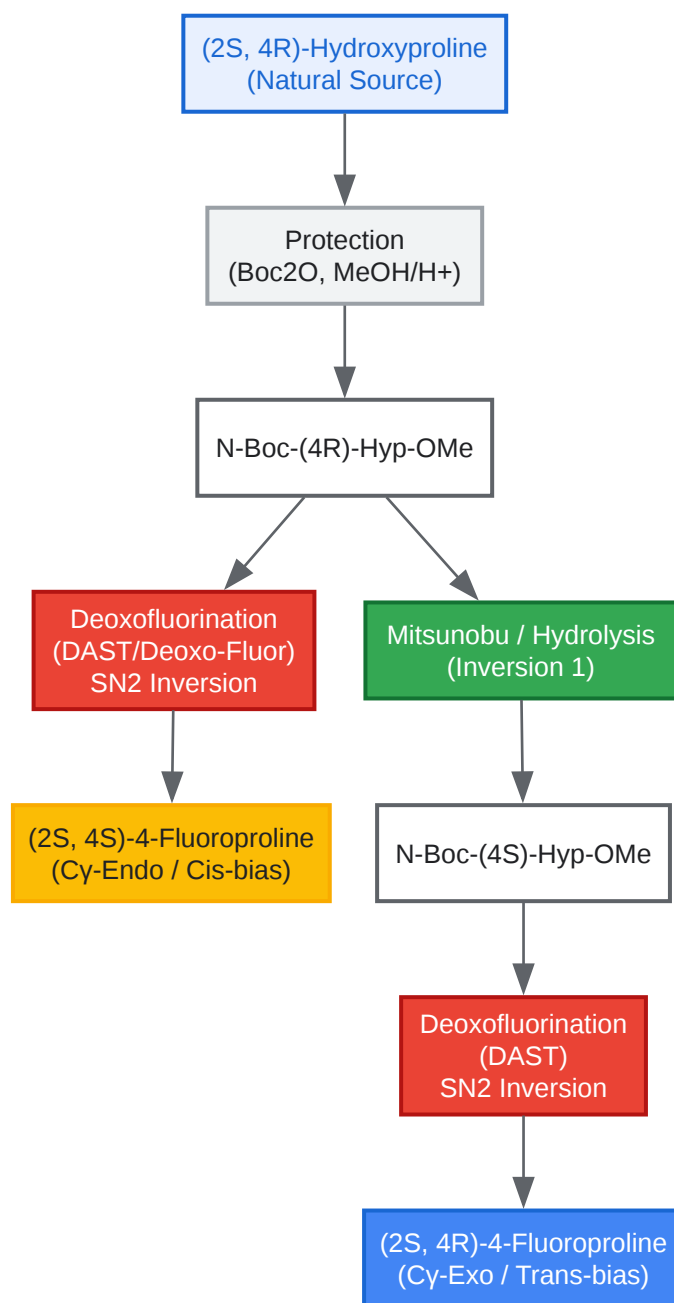 (2S, 4R)-Hydroxyproline
(Natural Source)
Protection
(Boc2O, MeOH/H+)
N-Boc-(4R)-Hyp-OMe
Deoxofluorination
(DAST/Deoxo-Fluor)
SN2 Inversion
Mitsunobu / Hydrolysis
(Inversion 1)
(2S, 4S)-4-Fluoroproline
(Cγ-Endo / Cis-bias)
N-Boc-(4S)-Hyp-OMe
Deoxofluorination
(DAST)
SN2 Inversion
(2S, 4R)-4-Fluoroproline
(Cγ-Exo / Trans-bias)